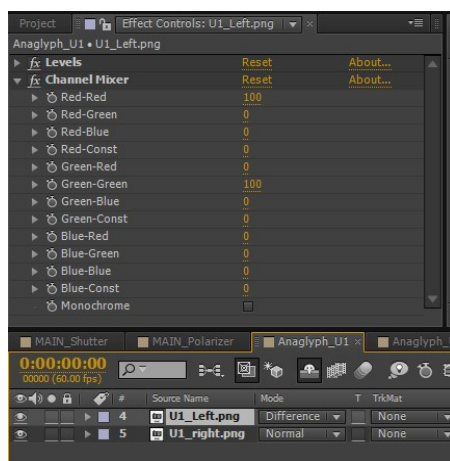 Project Effect Controls: U1_Left.png
Anaglyph_U1 • U1_Left.png
fx Levels Reset About...
fx Channel Mixer Reset About...
Red-Red 100
Red-Green 0
Red-Blue 0
Red-Const 0
Green-Red 0
Green-Green 100
Green-Blue 0
Green-Const 0
Blue-Red 0
Blue-Green 0
Blue-Blue 0
Blue-Const 0
Monochrome
MAIN_Shutter MAIN_Polarizer Anaglyph_U1 × Anaglyph_
0:00:00:00
00000 (60.00 fps)
# Source Name Mode T TrkMat
4 U1_Left.png Difference None
5 U1_right.png Normal None